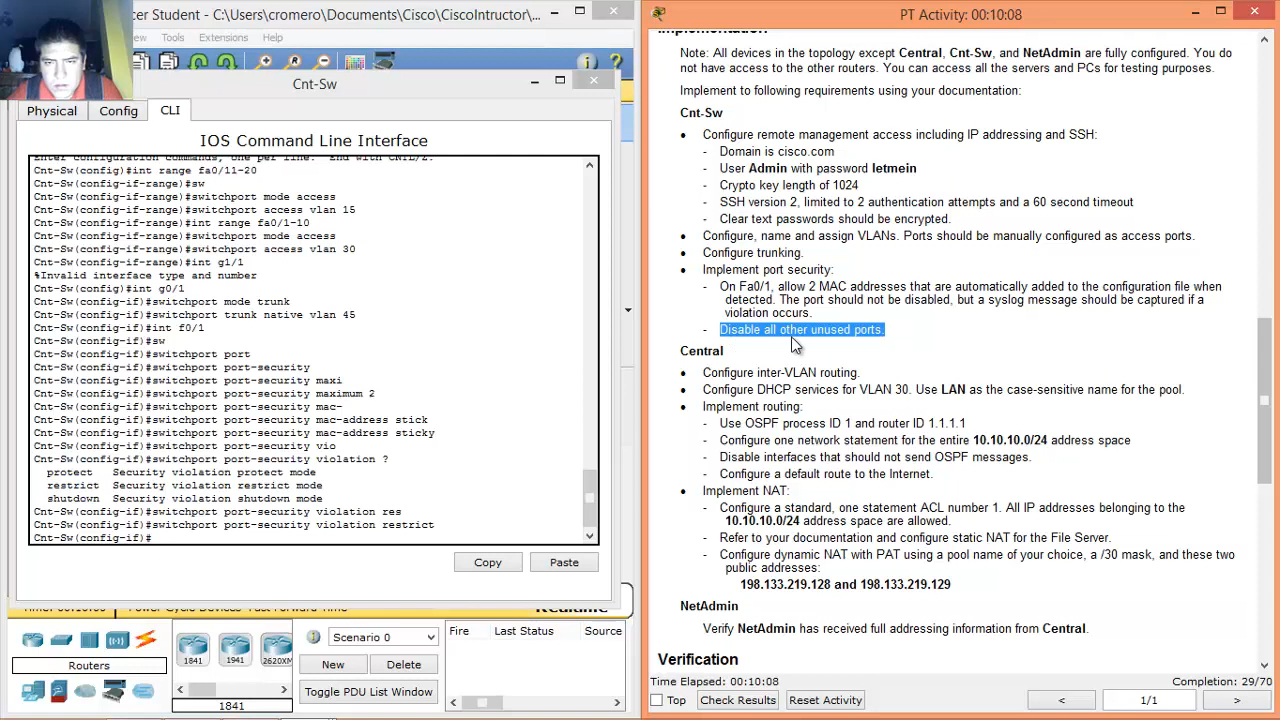 cer Student - C:\Users\cromero\Documents\Cisco\CiscoIntructor\...
ew Tools Extensions Help
Cnt-Sw
Physical Config CLI
IOS Command Line Interface
Enter configuration commands, one per line. End with CNTL/Z.
Cnt-Sw(config)#int range fa0/11-20
Cnt-Sw(config-if-range)#sw
Cnt-Sw(config-if-range)#switchport mode access
Cnt-Sw(config-if-range)#switchport access vlan 15
Cnt-Sw(config-if-range)#int range fa0/1-10
Cnt-Sw(config-if-range)#switchport mode access
Cnt-Sw(config-if-range)#switchport access vlan 30
Cnt-Sw(config-if-range)#int g1/1
%Invalid interface type and number
Cnt-Sw(config)#int g0/1
Cnt-Sw(config-if)#switchport mode trunk
Cnt-Sw(config-if)#switchport trunk native vlan 45
Cnt-Sw(config-if)#int f0/1
Cnt-Sw(config-if)#sw
Cnt-Sw(config-if)#switchport port
Cnt-Sw(config-if)#switchport port-security
Cnt-Sw(config-if)#switchport port-security maxi
Cnt-Sw(config-if)#switchport port-security maximum 2
Cnt-Sw(config-if)#switchport port-security mac-
Cnt-Sw(config-if)#switchport port-security mac-address stick
Cnt-Sw(config-if)#switchport port-security mac-address sticky
Cnt-Sw(config-if)#switchport port-security vio
Cnt-Sw(config-if)#switchport port-security violation ?
protect Security violation protect mode
restrict Security violation restrict mode
shutdown Security violation shutdown mode
Cnt-Sw(config-if)#switchport port-security violation res
Cnt-Sw(config-if)#switchport port-security violation restrict
Cnt-Sw(config-if)#
Copy Paste
Realtime
Scenario 0
Fire Last Status Source
1841 1941 2620XM
New Delete
Routers
Toggle PDU List Window
1841
PT Activity: 00:10:08
Implementation
Note: All devices in the topology except Central, Cnt-Sw, and NetAdmin are fully configured. You do
not have access to the other routers. You can access all the servers and PCs for testing purposes.
Implement to following requirements using your documentation:
Cnt-Sw
● Configure remote management access including IP addressing and SSH:
- Domain is cisco.com
- User Admin with password letmein
- Crypto key length of 1024
- SSH version 2, limited to 2 authentication attempts and a 60 second timeout
- Clear text passwords should be encrypted.
● Configure, name and assign VLANs. Ports should be manually configured as access ports.
● Configure trunking.
● Implement port security:
- On Fa0/1, allow 2 MAC addresses that are automatically added to the configuration file when
detected. The port should not be disabled, but a syslog message should be captured if a
violation occurs.
- Disable all other unused ports.
Central
● Configure inter-VLAN routing.
● Configure DHCP services for VLAN 30. Use LAN as the case-sensitive name for the pool.
● Implement routing:
- Use OSPF process ID 1 and router ID 1.1.1.1
- Configure one network statement for the entire 10.10.10.0/24 address space
- Disable interfaces that should not send OSPF messages.
- Configure a default route to the Internet.
● Implement NAT:
- Configure a standard, one statement ACL number 1. All IP addresses belonging to the
10.10.10.0/24 address space are allowed.
- Refer to your documentation and configure static NAT for the File Server.
- Configure dynamic NAT with PAT using a pool name of your choice, a /30 mask, and these two
public addresses:
198.133.219.128 and 198.133.219.129
NetAdmin
Verify NetAdmin has received full addressing information from Central.
Verification
Time Elapsed: 00:10:08 Completion: 29/70
Top Check Results Reset Activity < 1/1 >